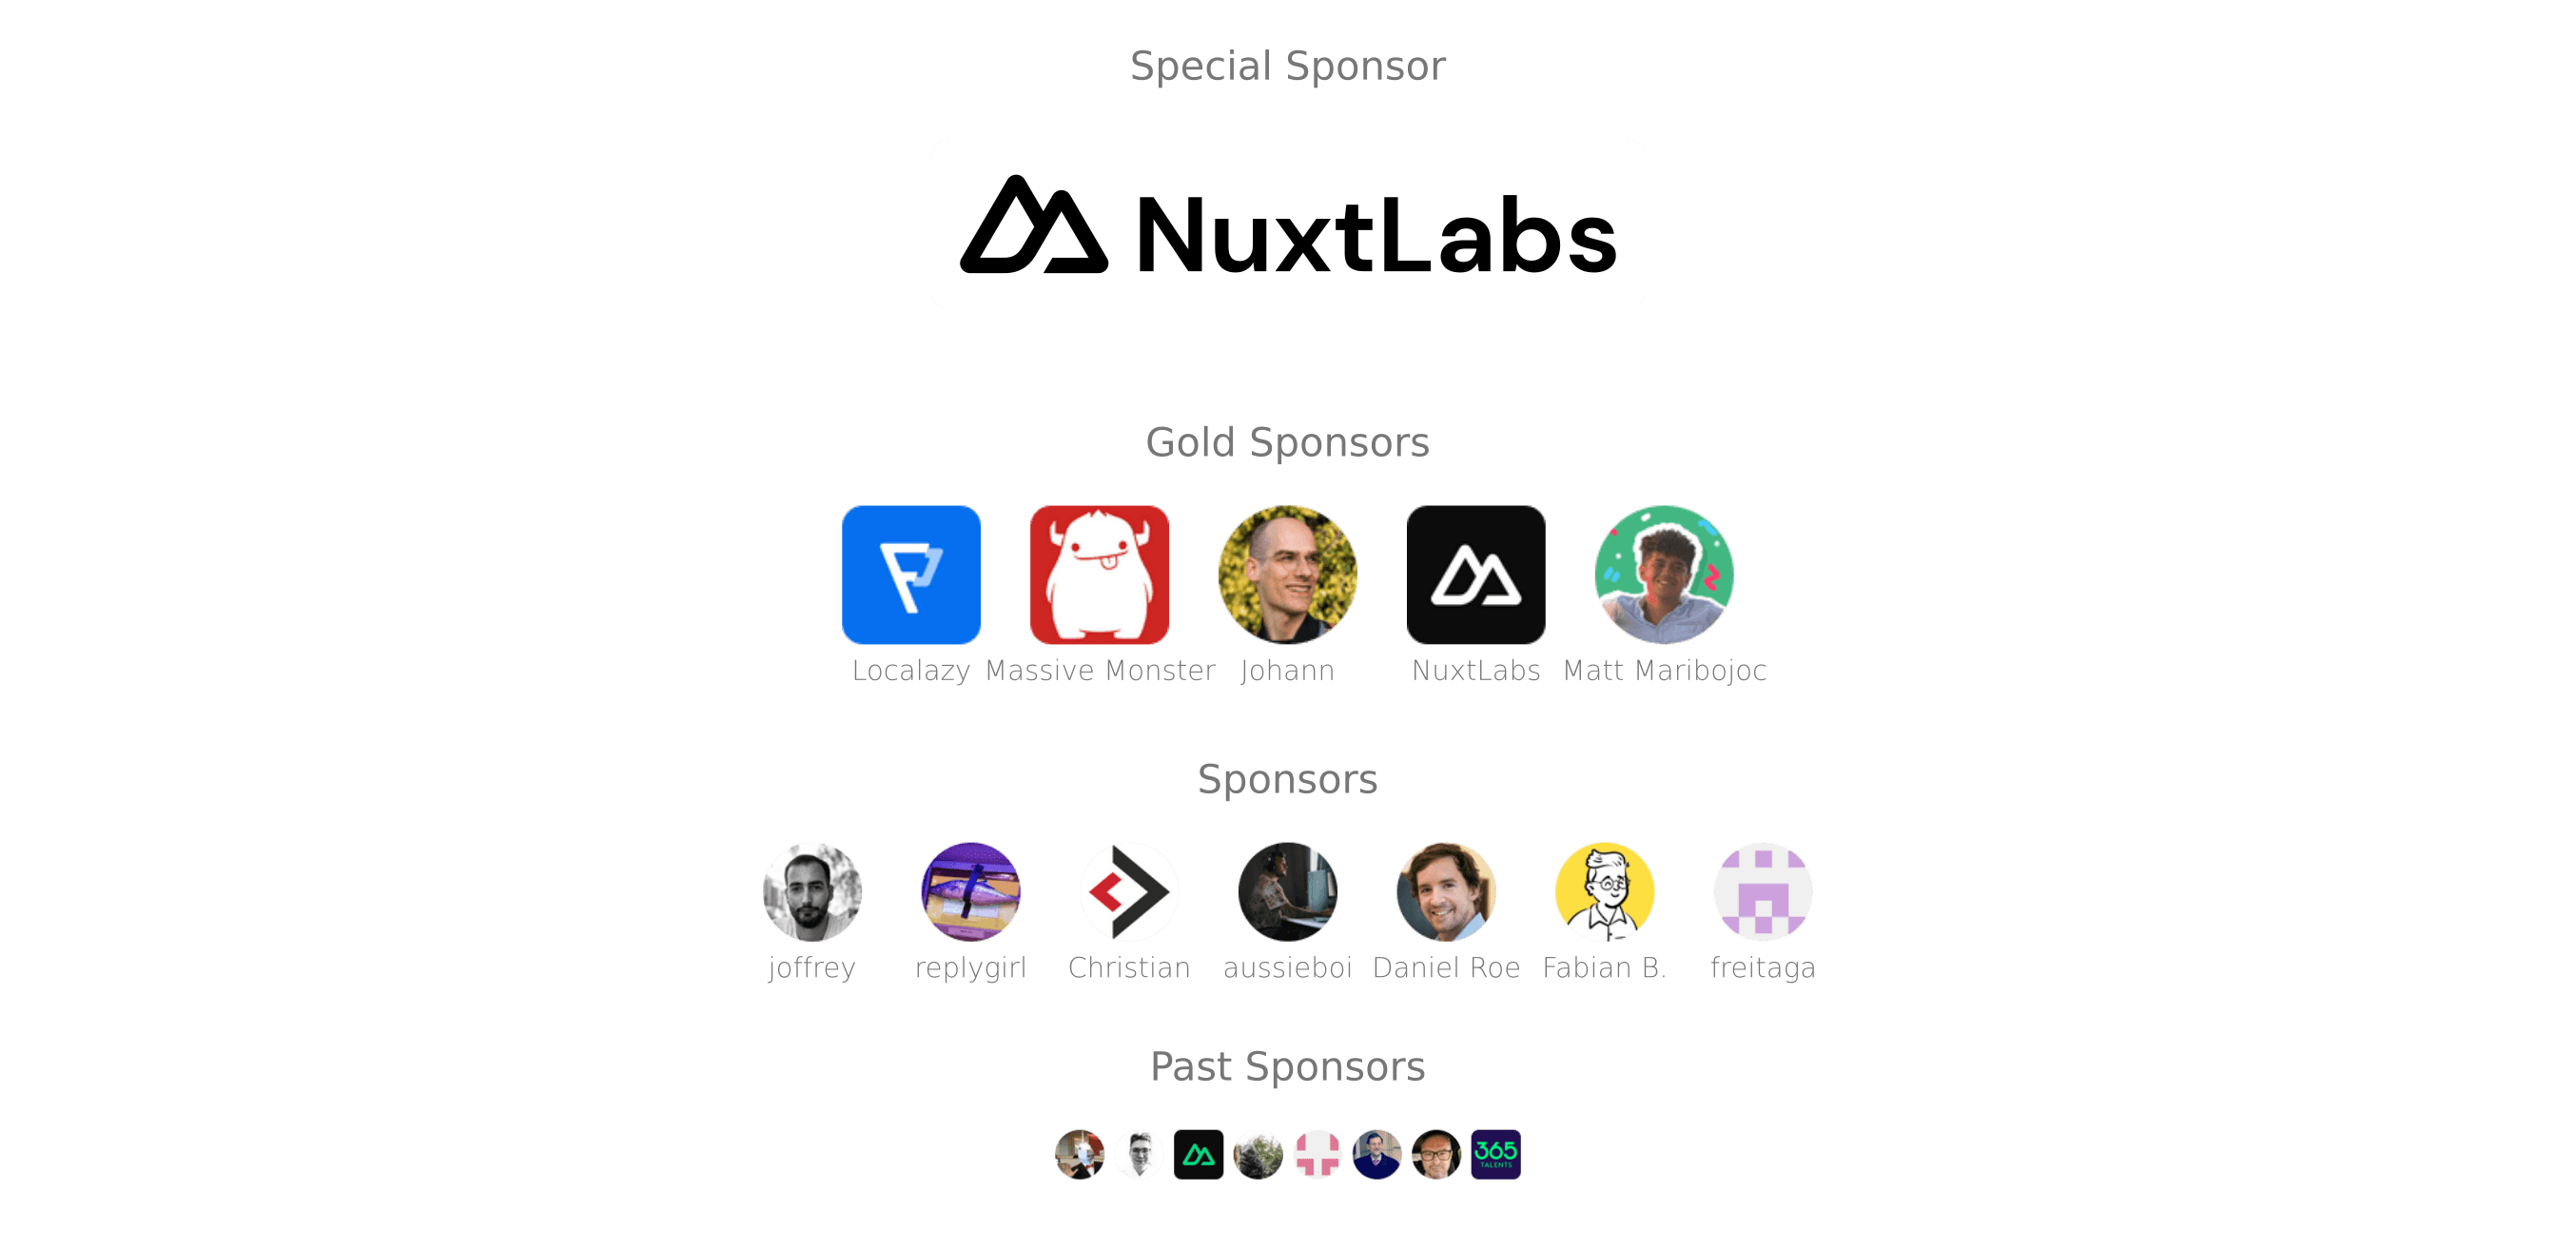 Special Sponsor
NuxtLabs
Gold Sponsors
Localazy Massive Monster Johann NuxtLabs Matt Maribojoc
Sponsors
joffrey replygirl Christian aussieboi Daniel Roe Fabian B. freitaga
Past Sponsors
365
TALENTS